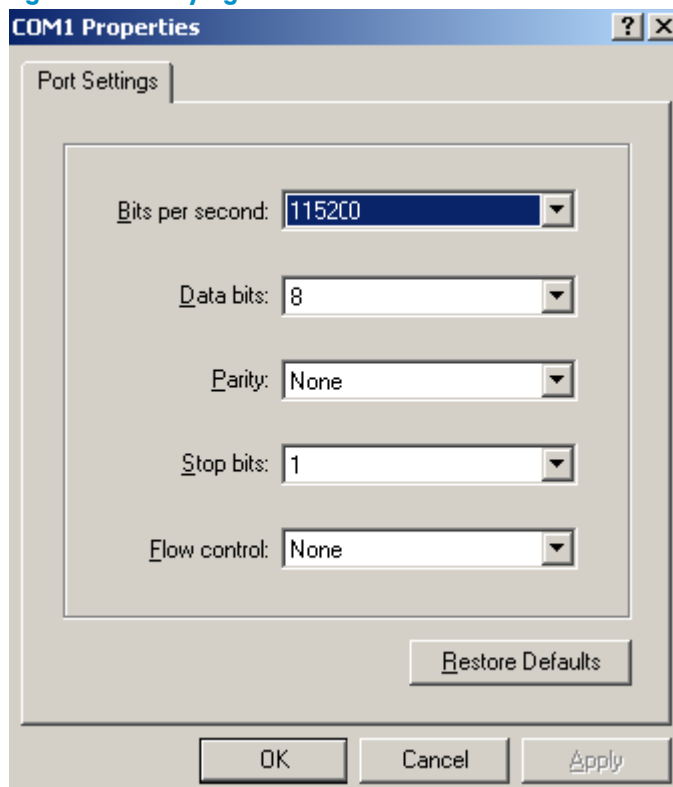 COM1 Properties
Port Settings
Bits per second: 115200
Data bits: 8
Parity: None
Stop bits: 1
Flow control: None
Restore Defaults
OK Cancel Apply